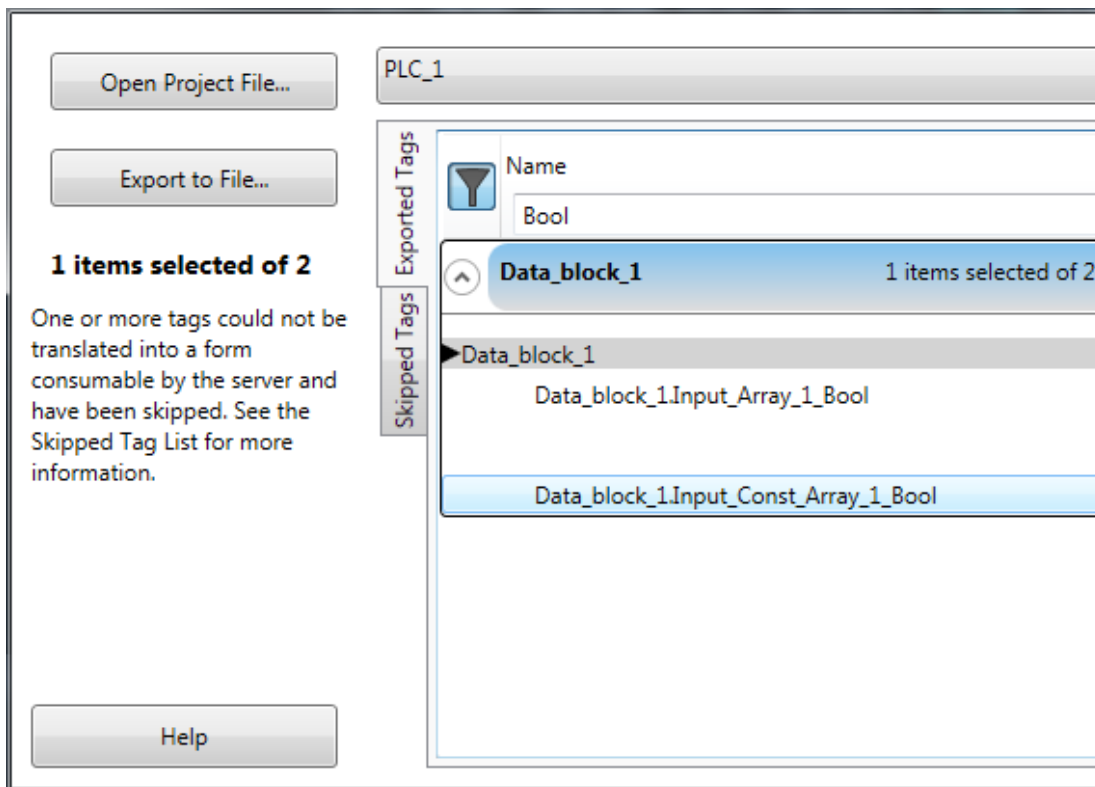 Open Project File...
Export to File...
1 items selected of 2
One or more tags could not be
translated into a form
consumable by the server and
have been skipped. See the
Skipped Tag List for more
information.
Help
PLC_1
Exported Tags
Skipped Tags
Name
Bool
Data_block_1 1 items selected of 2
Data_block_1
Data_block_1.Input_Array_1_Bool
Data_block_1.Input_Const_Array_1_Bool